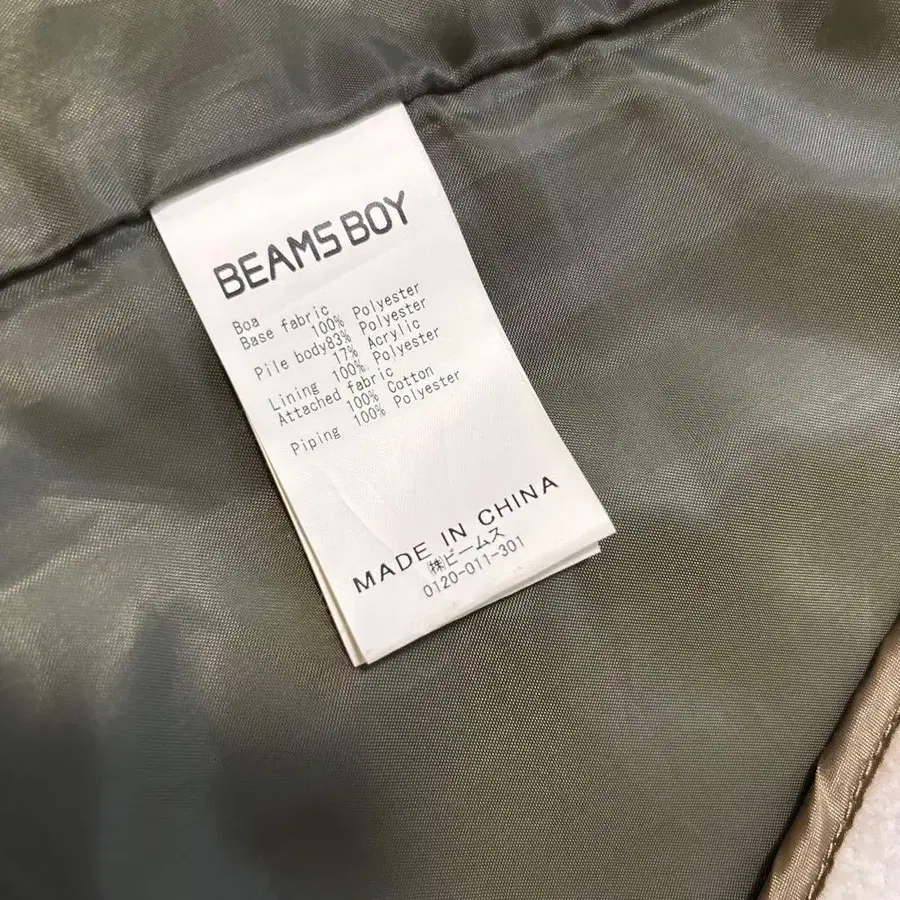 BEAMS BOY
Boa
Base fabric
100% Polyester
Pile body83% Polyester
17% Acrylic
Lining 100% Polyester
Attached fabric
100% Cotton
Piping 100% Polyester
MADE IN CHINA
㈱ビームス
0120-011-301